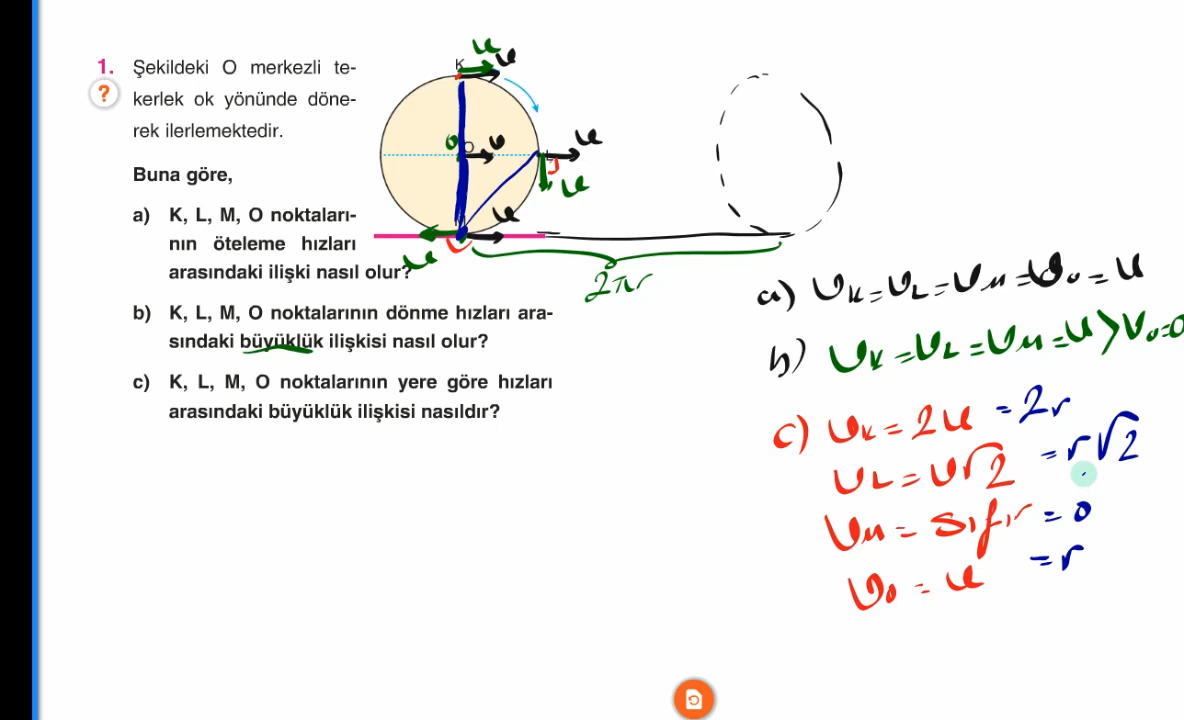 1. Şekildeki O merkezli te-
? kerlek ok yönünde döne-
rek ilerlemektedir.
Buna göre,
a) K, L, M, O noktaları-
nın öteleme hızları
arasındaki ilişki nasıl olur?
b) K, L, M, O noktalarının dönme hızları ara-
sındaki büyüklük ilişkisi nasıl olur?
c) K, L, M, O noktalarının yere göre hızları
arasındaki büyüklük ilişkisi nasıldır?
K
O
2πr
a) υK = υL = υM = υO = υ
b) υK = υL = υM = υ > υO = 0
c) υK = 2υ = 2r
υL = υ√2 = r√2
υM = sıfır = 0
υO = υ = r